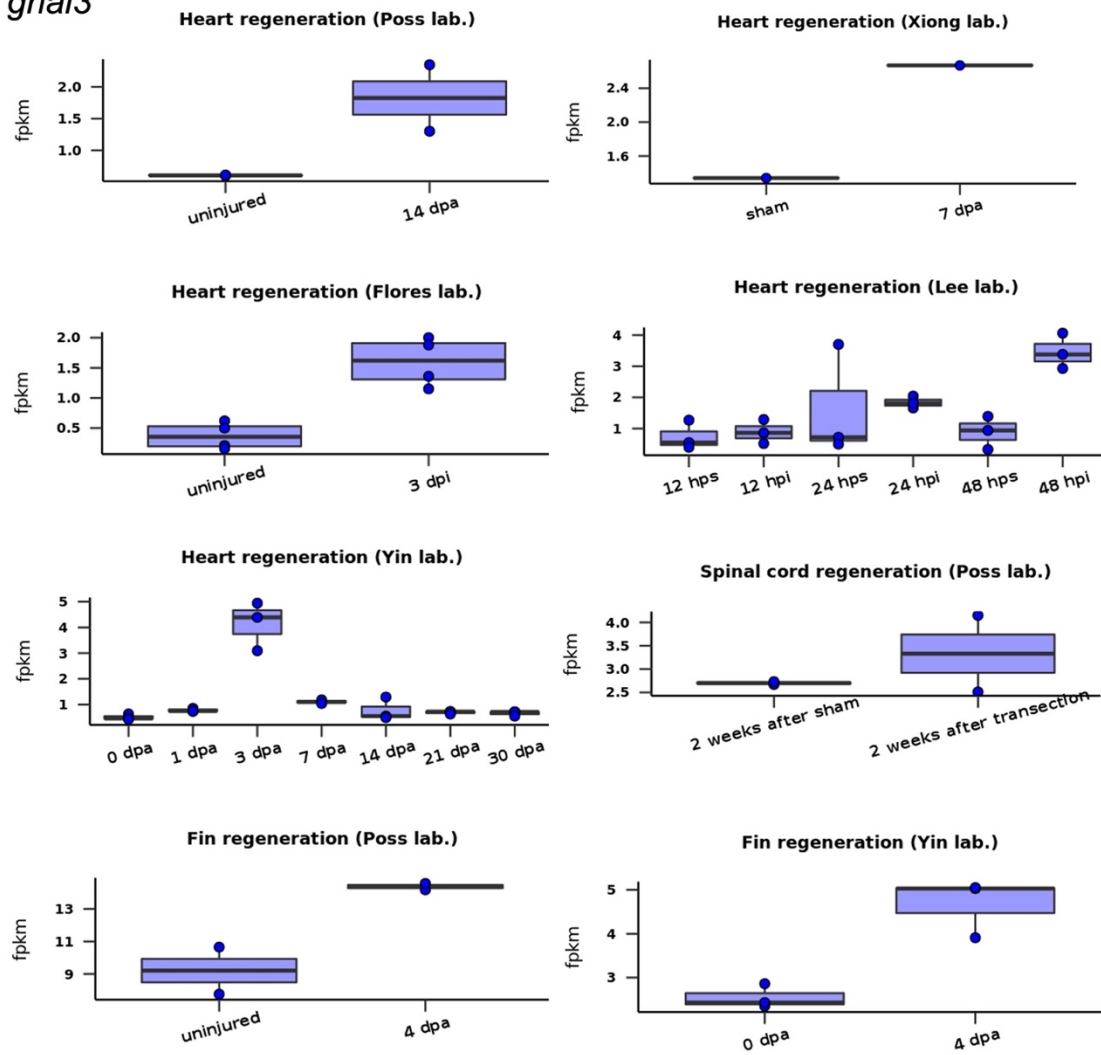 gnai3
Heart regeneration (Poss lab.)
fpkm
2.0
1.5
1.0
uninjured
14 dpa
Heart regeneration (Xiong lab.)
fpkm
2.4
2.0
1.6
sham
7 dpa
Heart regeneration (Flores lab.)
fpkm
2.0
1.5
1.0
0.5
uninjured
3 dpi
Heart regeneration (Lee lab.)
fpkm
4
3
2
1
12 hps
12 hpi
24 hps
24 hpi
48 hps
48 hpi
Heart regeneration (Yin lab.)
fpkm
5
4
3
2
1
0 dpa
1 dpa
3 dpa
7 dpa
14 dpa
21 dpa
30 dpa
Spinal cord regeneration (Poss lab.)
fpkm
4.0
3.5
3.0
2.5
2 weeks after sham
2 weeks after transection
Fin regeneration (Poss lab.)
fpkm
13
11
9
uninjured
4 dpa
Fin regeneration (Yin lab.)
fpkm
5
4
3
0 dpa
4 dpa